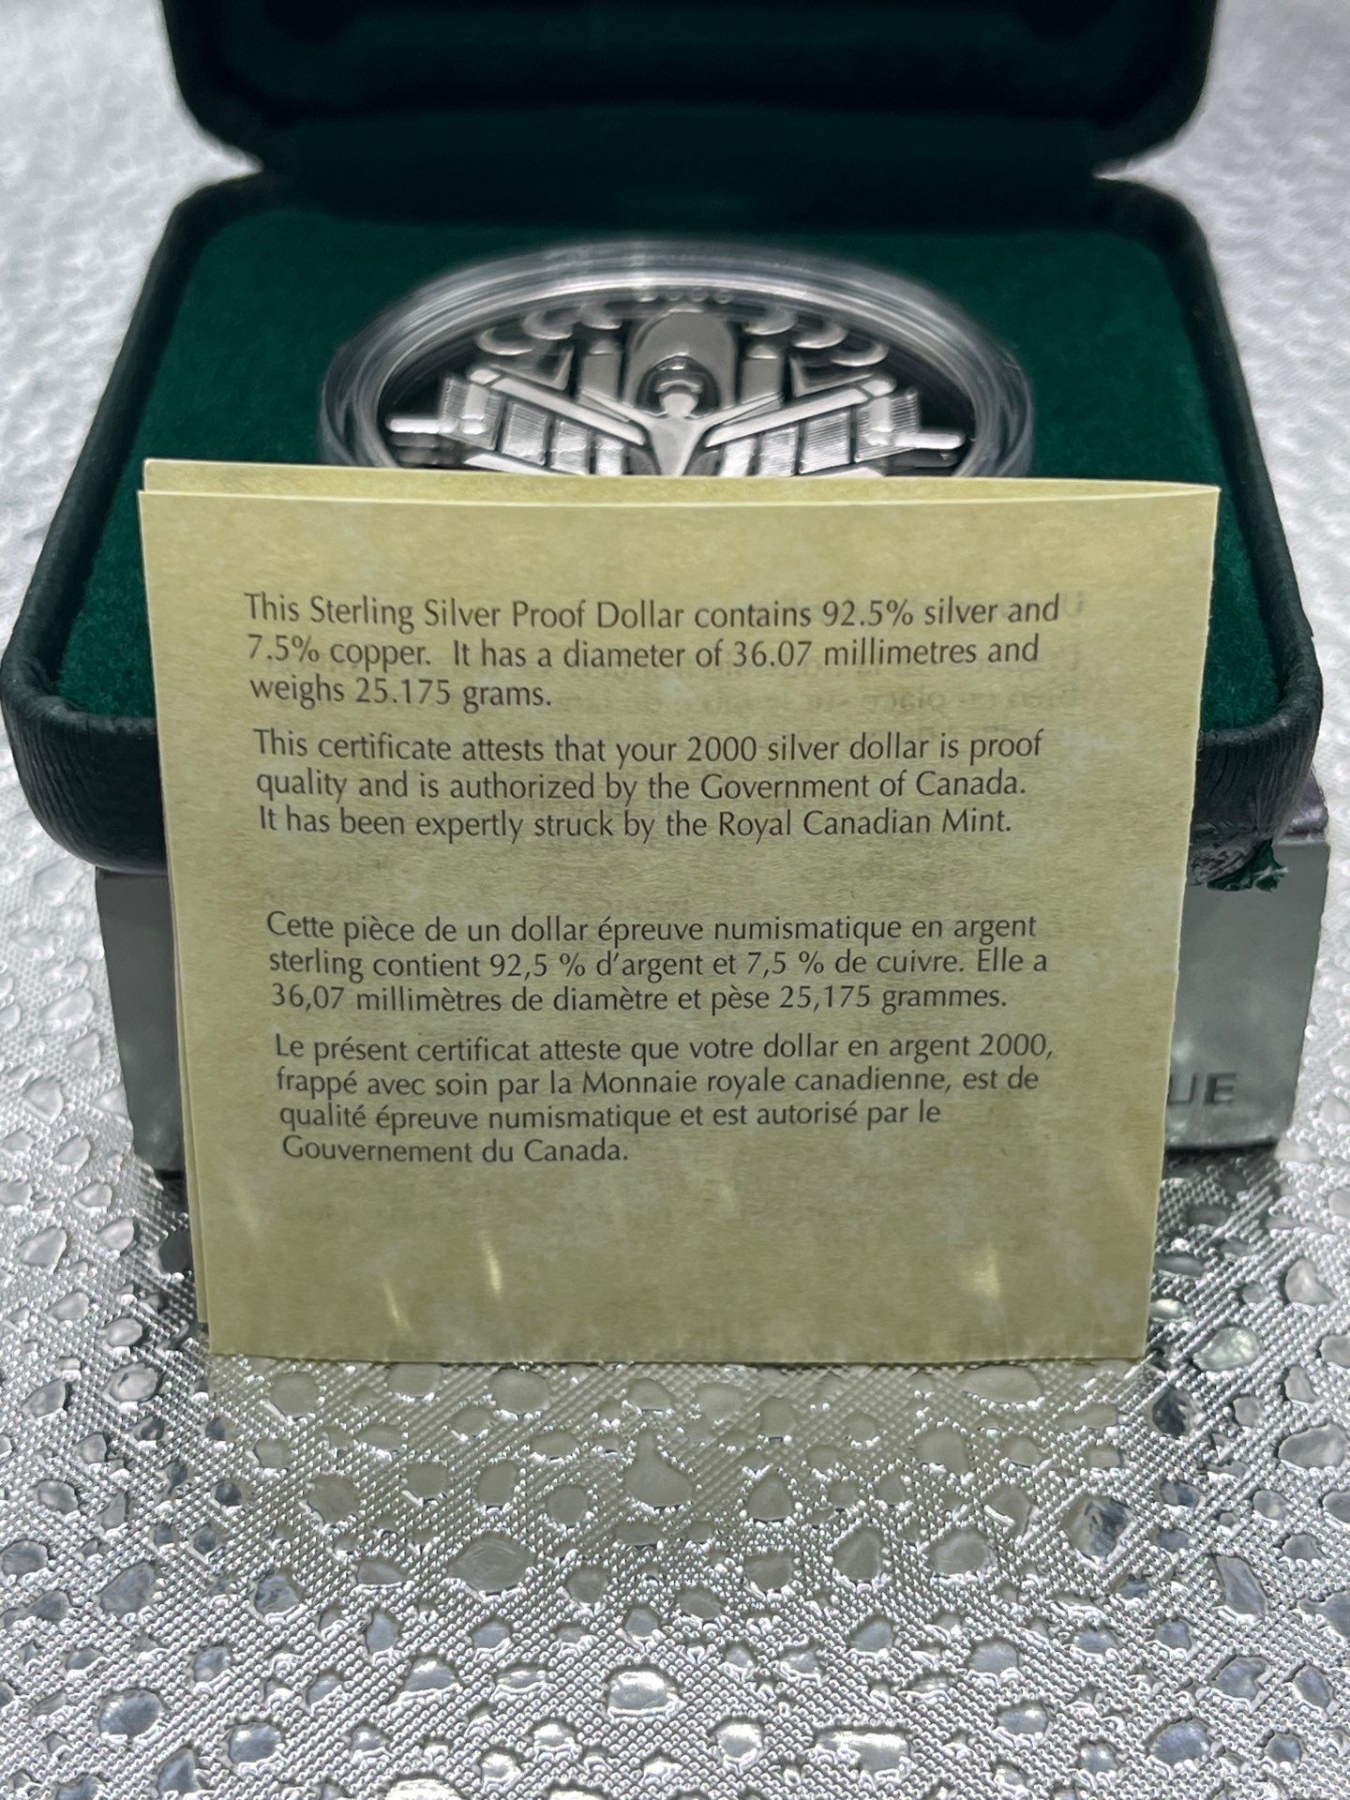 This Sterling Silver Proof Dollar contains 92.5% silver and
7.5% copper. It has a diameter of 36.07 millimetres and
weighs 25.175 grams.
This certificate attests that your 2000 silver dollar is proof
quality and is authorized by the Government of Canada.
It has been expertly struck by the Royal Canadian Mint.
Cette pièce de un dollar épreuve numismatique en argent
sterling contient 92,5 % d'argent et 7,5 % de cuivre. Elle a
36,07 millimètres de diamètre et pèse 25,175 grammes.
Le présent certificat atteste que votre dollar en argent 2000,
frappé avec soin par la Monnaie royale canadienne, est de
qualité épreuve numismatique et est autorisé par le
Gouvernement du Canada.